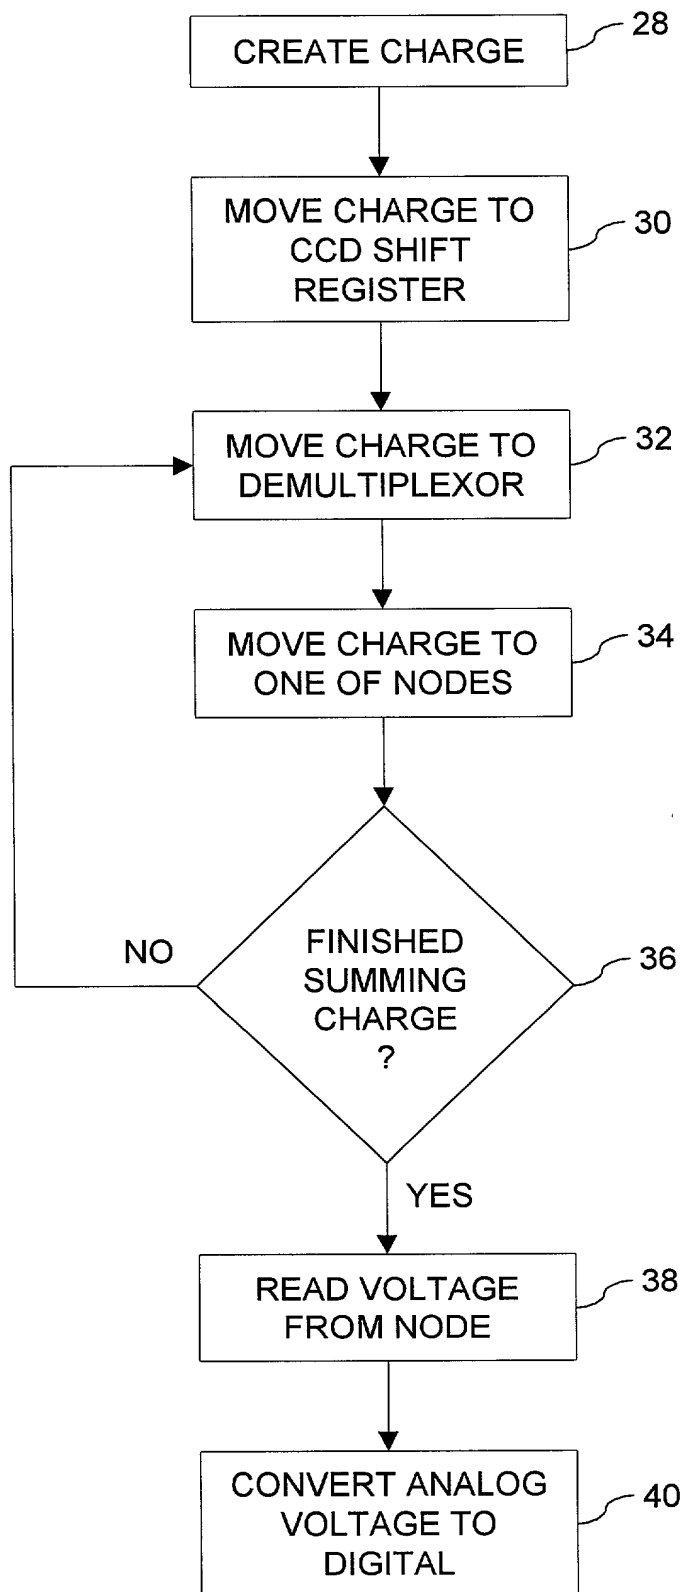 CREATE CHARGE
28
MOVE CHARGE TO
CCD SHIFT
REGISTER
30
MOVE CHARGE TO
DEMULTIPLEXOR
32
MOVE CHARGE TO
ONE OF NODES
34
FINISHED
SUMMING
CHARGE
?
36
NO
YES
READ VOLTAGE
FROM NODE
38
CONVERT ANALOG
VOLTAGE TO
DIGITAL
40